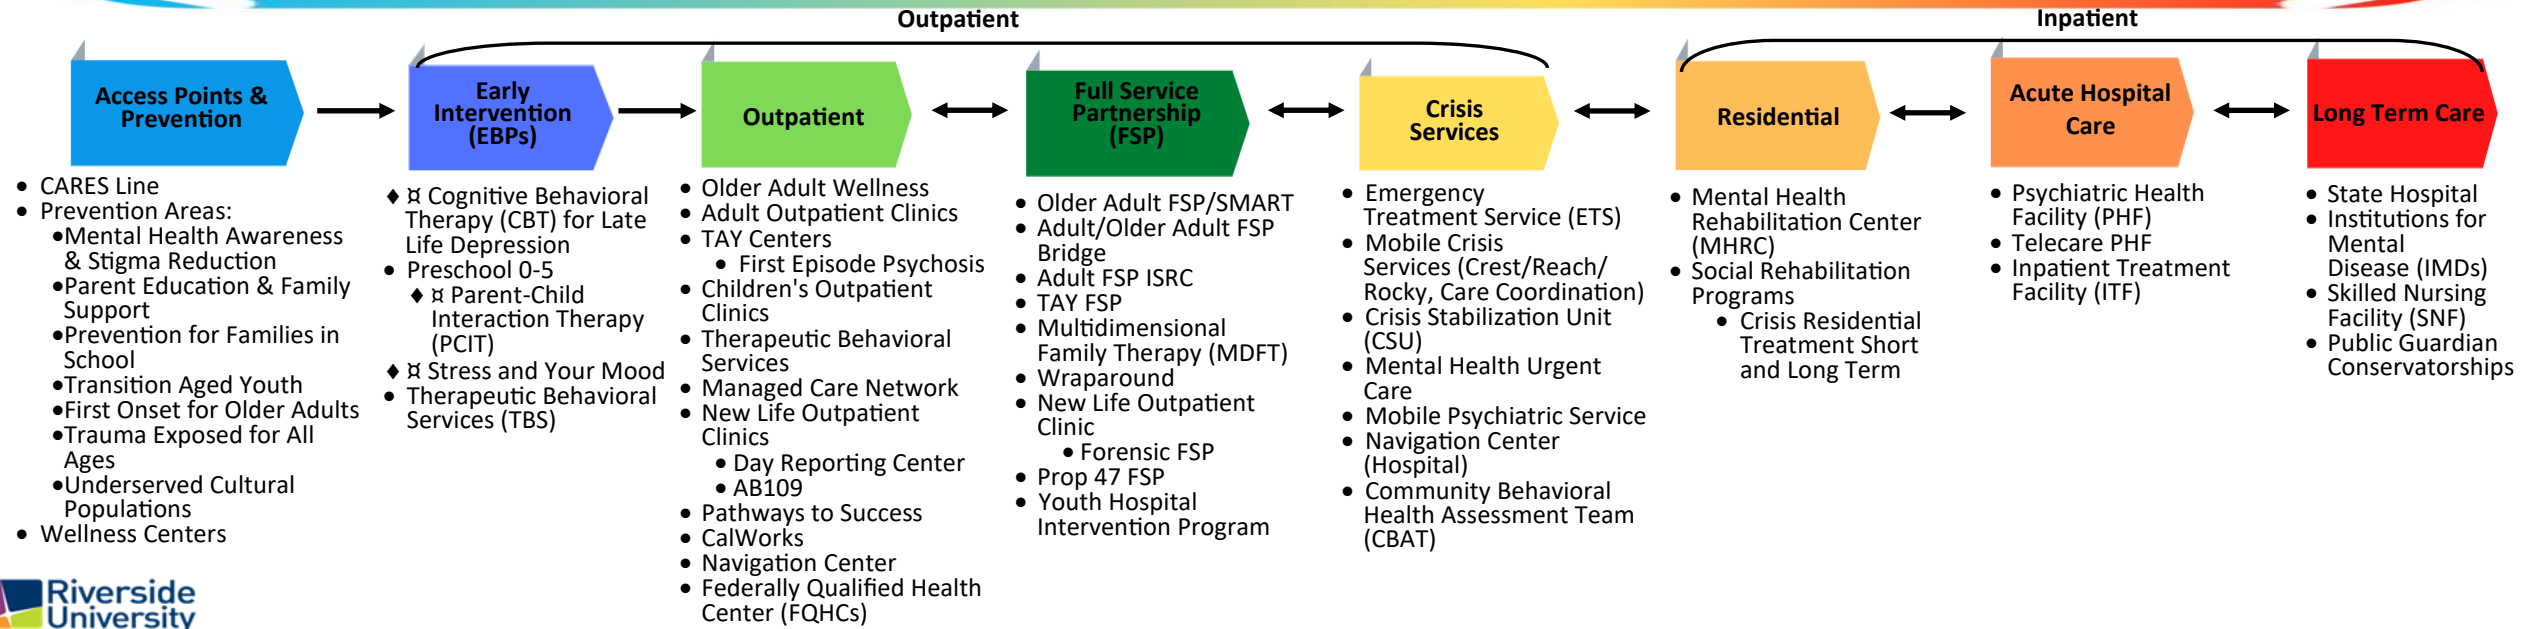 Outpatient
Inpatient
Access Points &
Prevention
Early
Intervention
(EBPs)
Outpatient
Full Service
Partnership
(FSP)
Crisis
Services
Residential
Acute Hospital
Care
Long Term Care
• CARES Line
• Prevention Areas:
•Mental Health Awareness
& Stigma Reduction
•Parent Education & Family
Support
•Prevention for Families in
School
•Transition Aged Youth
•First Onset for Older Adults
•Trauma Exposed for All
Ages
•Underserved Cultural
Populations
• Wellness Centers
♦ ¤ Cognitive Behavioral
Therapy (CBT) for Late
Life Depression
• Preschool 0-5
♦ ¤ Parent-Child
Interaction Therapy
(PCIT)
♦ ¤ Stress and Your Mood
• Therapeutic Behavioral
Services (TBS)
• Older Adult Wellness
• Adult Outpatient Clinics
• TAY Centers
• First Episode Psychosis
• Children's Outpatient
Clinics
• Therapeutic Behavioral
Services
• Managed Care Network
• New Life Outpatient
Clinics
• Day Reporting Center
• AB109
• Pathways to Success
• CalWorks
• Navigation Center
• Federally Qualified Health
Center (FQHCs)
• Older Adult FSP/SMART
• Adult/Older Adult FSP
Bridge
• Adult FSP ISRC
• TAY FSP
• Multidimensional
Family Therapy (MDFT)
• Wraparound
• New Life Outpatient
Clinic
• Forensic FSP
• Prop 47 FSP
• Youth Hospital
Intervention Program
• Emergency
Treatment Service (ETS)
• Mobile Crisis
Services (Crest/Reach/
Rocky, Care Coordination)
• Crisis Stabilization Unit
(CSU)
• Mental Health Urgent
Care
• Mobile Psychiatric Service
• Navigation Center
(Hospital)
• Community Behavioral
Health Assessment Team
(CBAT)
• Mental Health
Rehabilitation Center
(MHRC)
• Social Rehabilitation
Programs
• Crisis Residential
Treatment Short
and Long Term
• Psychiatric Health
Facility (PHF)
• Telecare PHF
• Inpatient Treatment
Facility (ITF)
• State Hospital
• Institutions for
Mental
Disease (IMDs)
• Skilled Nursing
Facility (SNF)
• Public Guardian
Conservatorships
Riverside
University